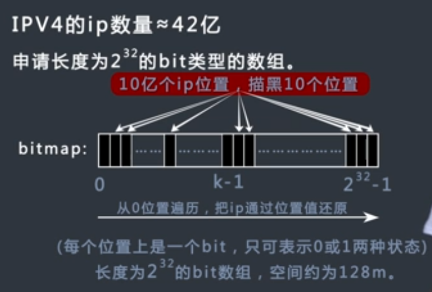 IPV4的ip数量≈42亿
申请长度为2³²的bit类型的数组。
10亿个ip位置，描黑10个位置
bitmap:
…… …… ……………
0 k-1 2³²-1
从0位置遍历，把ip通过位置值还原
(每个位置上是一个bit，只可表示0或1两种状态)
长度为2³²的bit数组，空间约为128m。